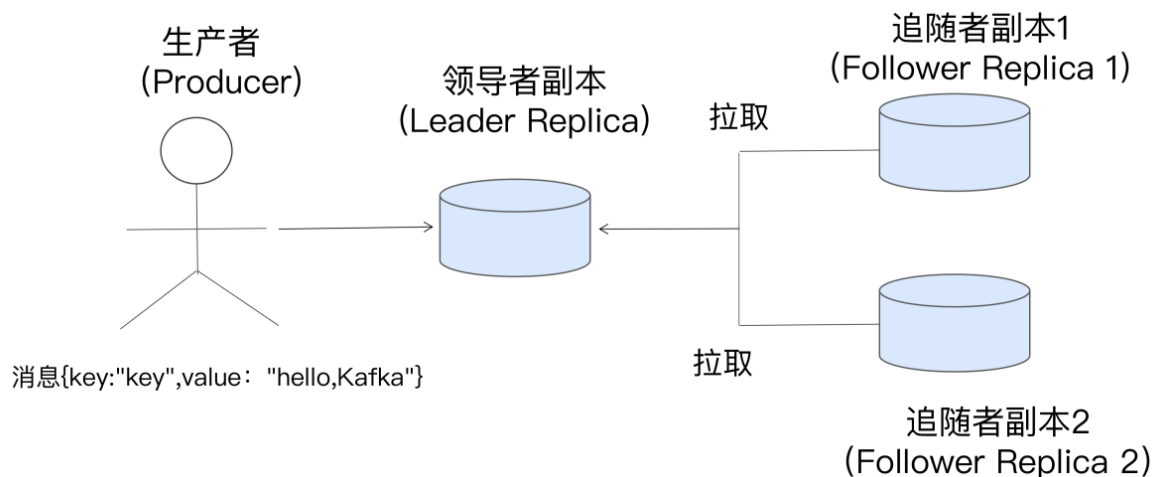 生产者
(Producer)
领导者副本
(Leader Replica)
追随者副本1
(Follower Replica 1)
拉取
拉取
消息{key:"key",value："hello,Kafka"}
追随者副本2
(Follower Replica 2)